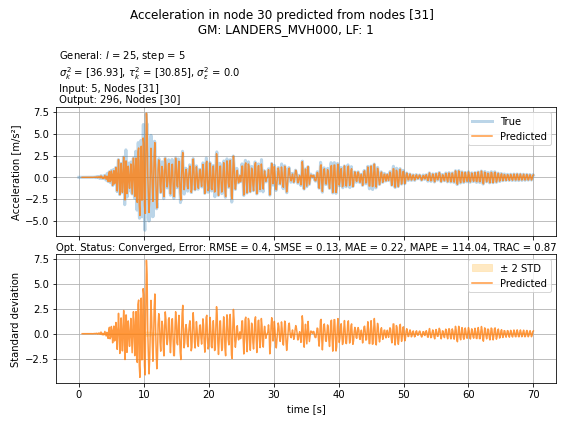 Acceleration in node 30 predicted from nodes [31]
GM: LANDERS_MVH000, LF: 1
General: l = 25, step = 5
σ²ₖ = [36.93], τ²ₖ = [30.85], σ²ε = 0.0
Input: 5, Nodes [31]
Output: 296, Nodes [30]
Acceleration [m/s²]
7.5
5.0
2.5
0.0
−2.5
−5.0
True
Predicted
Opt. Status: Converged, Error: RMSE = 0.4, SMSE = 0.13, MAE = 0.22, MAPE = 114.04, TRAC = 0.87
Standard deviation
7.5
5.0
2.5
0.0
−2.5
± 2 STD
Predicted
0 10 20 30 40 50 60 70
time [s]